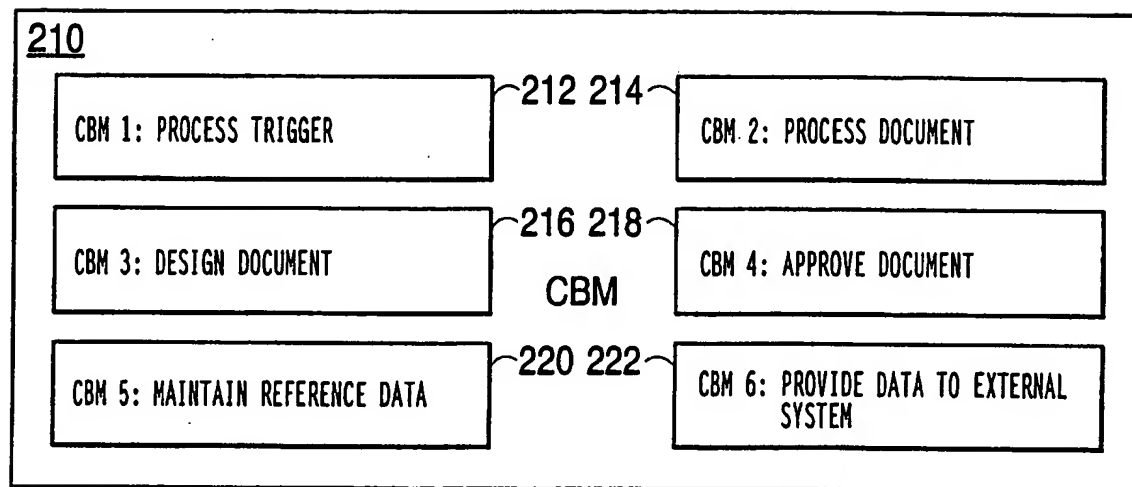 210
212 214
CBM 1: PROCESS TRIGGER
CBM 2: PROCESS DOCUMENT
216 218
CBM 3: DESIGN DOCUMENT
CBM 4: APPROVE DOCUMENT
CBM
220 222
CBM 5: MAINTAIN REFERENCE DATA
CBM 6: PROVIDE DATA TO EXTERNAL
SYSTEM